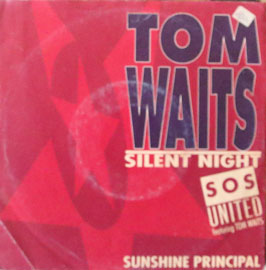 TOM
WAITS
SILENT NIGHT
SOS
UNITED
featuring TOM WAITS
SUNSHINE PRINCIPAL